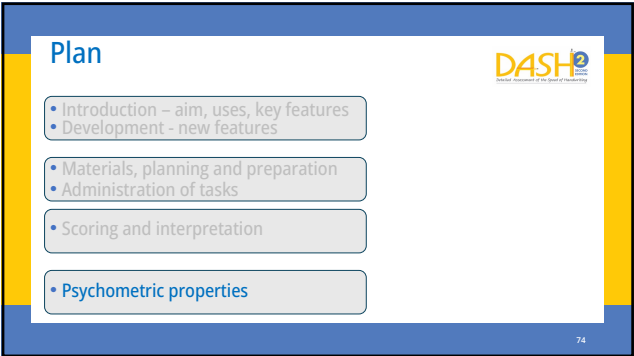 Plan
DASH 2
SECOND EDITION
Detailed Assessment of the Speed of Handwriting
• Introduction – aim, uses, key features
• Development - new features
• Materials, planning and preparation
• Administration of tasks
• Scoring and interpretation
• Psychometric properties
74